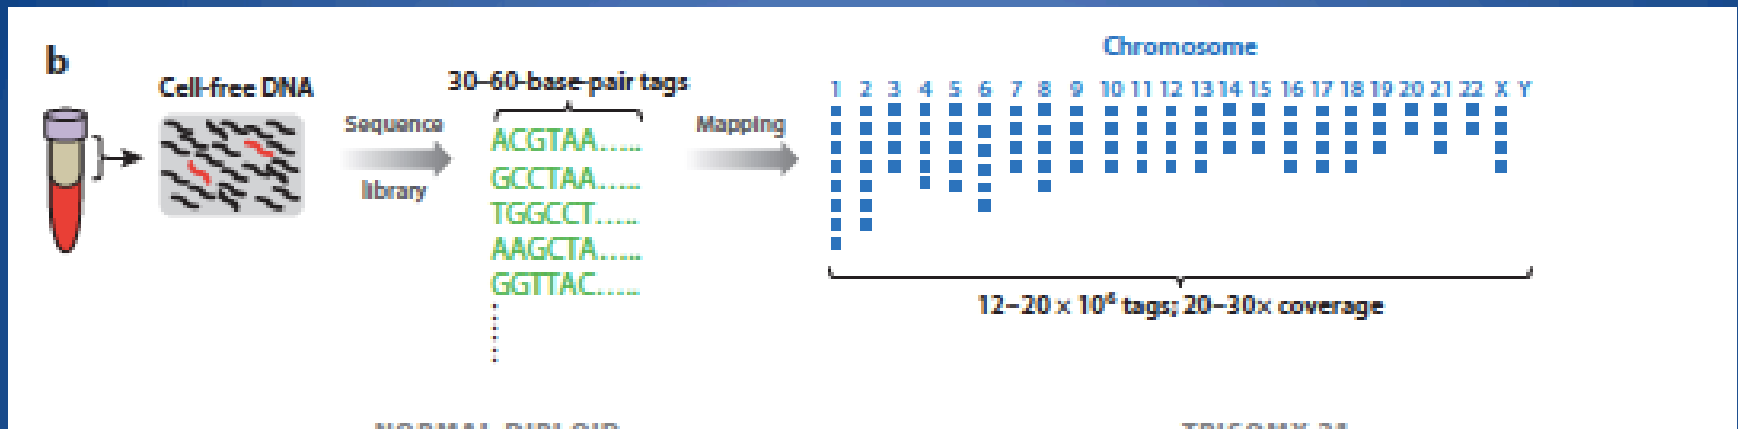 b
Cell-free DNA
Sequence
library
30–60-base-pair tags
ACGTAA.....
GCCTAA.....
TGGCCT.....
AAGCTA.....
GGTTAC.....
Mapping
Chromosome
1 2 3 4 5 6 7 8 9 10 11 12 13 14 15 16 17 18 19 20 21 22 X Y
12–20 x 10⁶ tags; 20–30x coverage